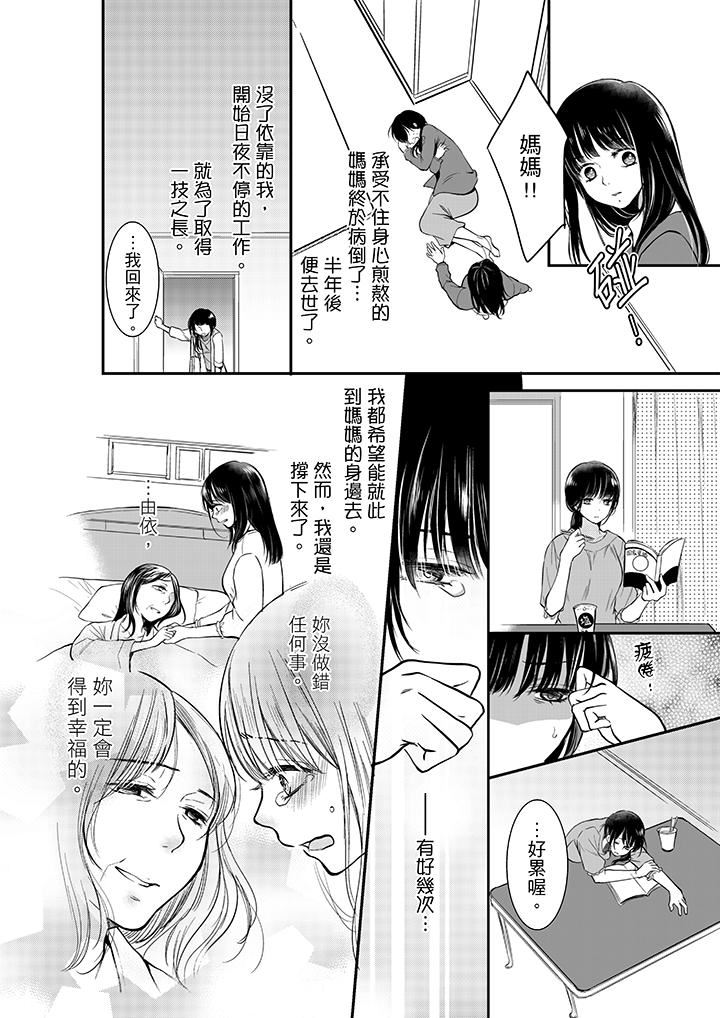 媽媽!!
碰!
承受不住身心煎熬的
媽媽終於病倒了…
半年後
便去世了。
沒了依靠的我，
開始日夜不停的工作。
就為了取得
一技之長。
…我回來了。
疲倦!
…好累喔。
——有好幾次…
我都希望能就此
到媽媽的身邊去。
然而，我還是
撐下來了。
…由依，
妳沒做錯
任何事。
妳一定會
得到幸福的。